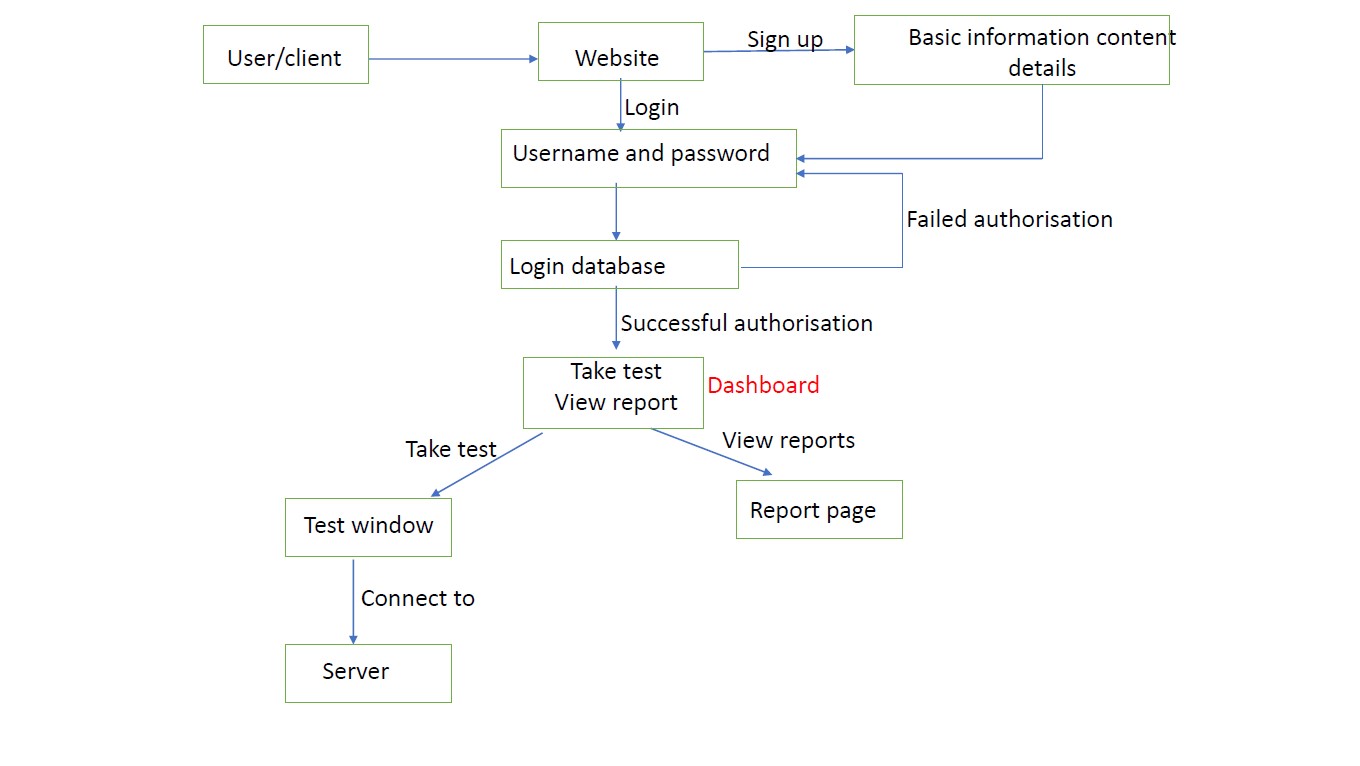 User/client
Website
Sign up
Basic information content
details
Login
Username and password
Failed authorisation
Login database
Successful authorisation
Take test
View report
Dashboard
Take test
View reports
Test window
Report page
Connect to
Server